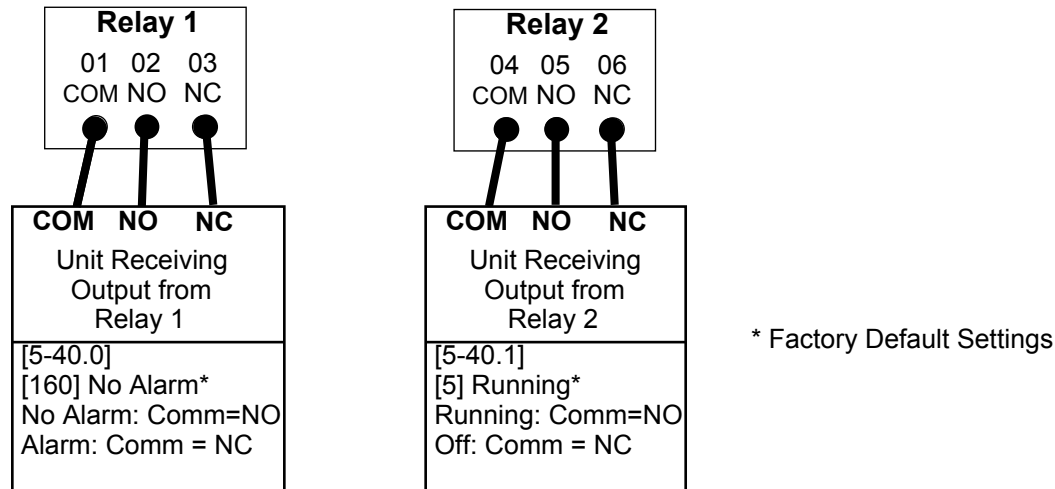 Relay 1
01 02 03
COM NO NC
COM NO NC
Unit Receiving
Output from
Relay 1
[5-40.0]
[160] No Alarm*
No Alarm: Comm=NO
Alarm: Comm = NC
Relay 2
04 05 06
COM NO NC
COM NO NC
Unit Receiving
Output from
Relay 2
[5-40.1]
[5] Running*
Running: Comm=NO
Off: Comm = NC
* Factory Default Settings